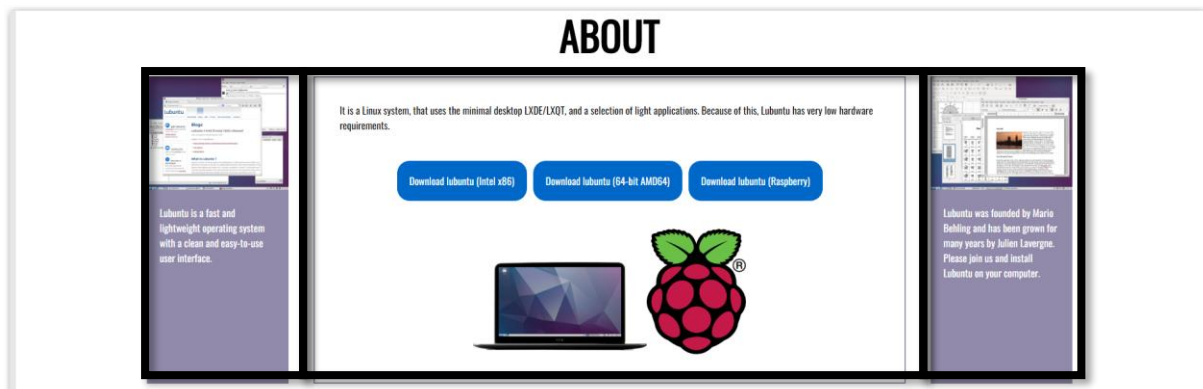 ABOUT
lubuntu
Blogs
Lubuntu is a fast and
lightweight operating system
with a clean and easy-to-use
user interface.
It is a Linux system, that uses the minimal desktop LXDE/LXQT, and a selection of light applications. Because of this, Lubuntu has very low hardware
requirements.
Download lubuntu (Intel x86)
Download lubuntu (64-bit AMD64)
Download lubuntu (Raspberry)
®
Lubuntu was founded by Mario
Behling and has been grown for
many years by Julien Lavergne.
Please join us and install
Lubuntu on your computer.